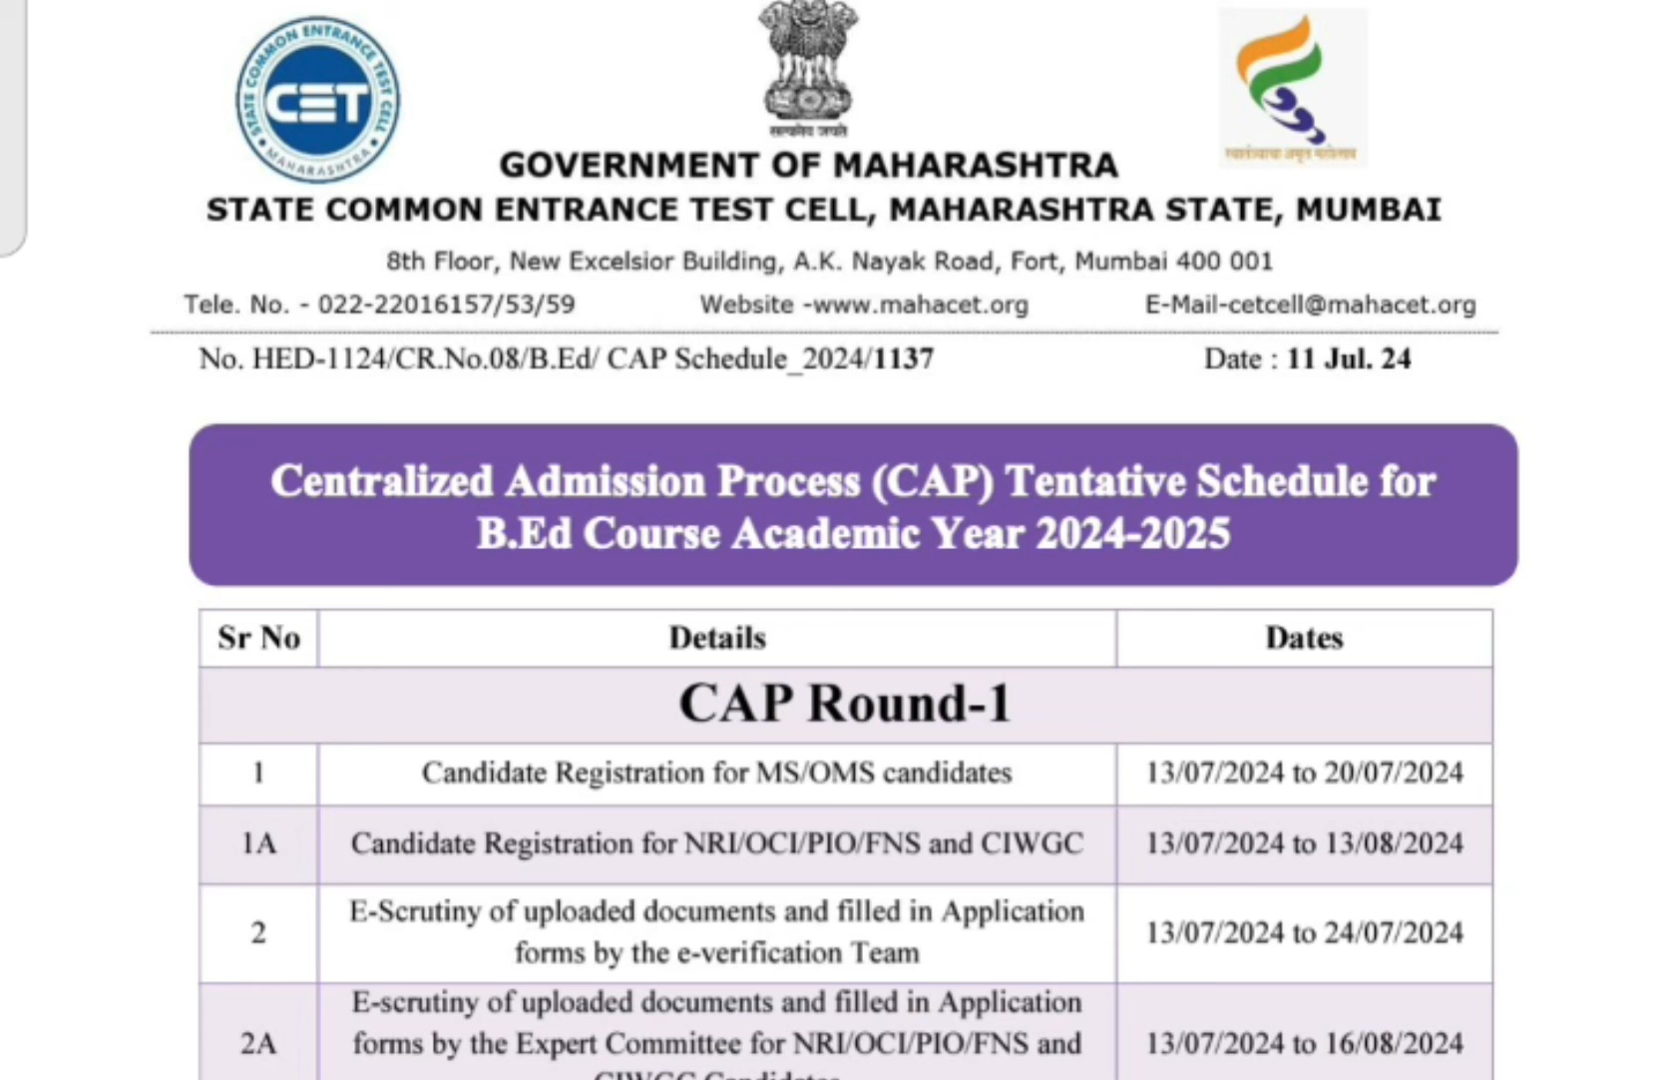 STATE COMMON ENTRANCE TEST CELL
CET
MAHARASHTRA
सत्यमेव जयते
स्वातंत्र्याचा अमृत महोत्सव
GOVERNMENT OF MAHARASHTRA
STATE COMMON ENTRANCE TEST CELL, MAHARASHTRA STATE, MUMBAI
8th Floor, New Excelsior Building, A.K. Nayak Road, Fort, Mumbai 400 001
Tele. No. - 022-22016157/53/59 Website -www.mahacet.org E-Mail-cetcell@mahacet.org
No. HED-1124/CR.No.08/B.Ed/ CAP Schedule_2024/1137 Date : 11 Jul. 24
Centralized Admission Process (CAP) Tentative Schedule for
B.Ed Course Academic Year 2024-2025
Sr No Details Dates
CAP Round-1
1 Candidate Registration for MS/OMS candidates 13/07/2024 to 20/07/2024
1A Candidate Registration for NRI/OCI/PIO/FNS and CIWGC 13/07/2024 to 13/08/2024
E-Scrutiny of uploaded documents and filled in Application
2 13/07/2024 to 24/07/2024
forms by the e-verification Team
E-scrutiny of uploaded documents and filled in Application
2A forms by the Expert Committee for NRI/OCI/PIO/FNS and 13/07/2024 to 16/08/2024
CIWGC Candidates